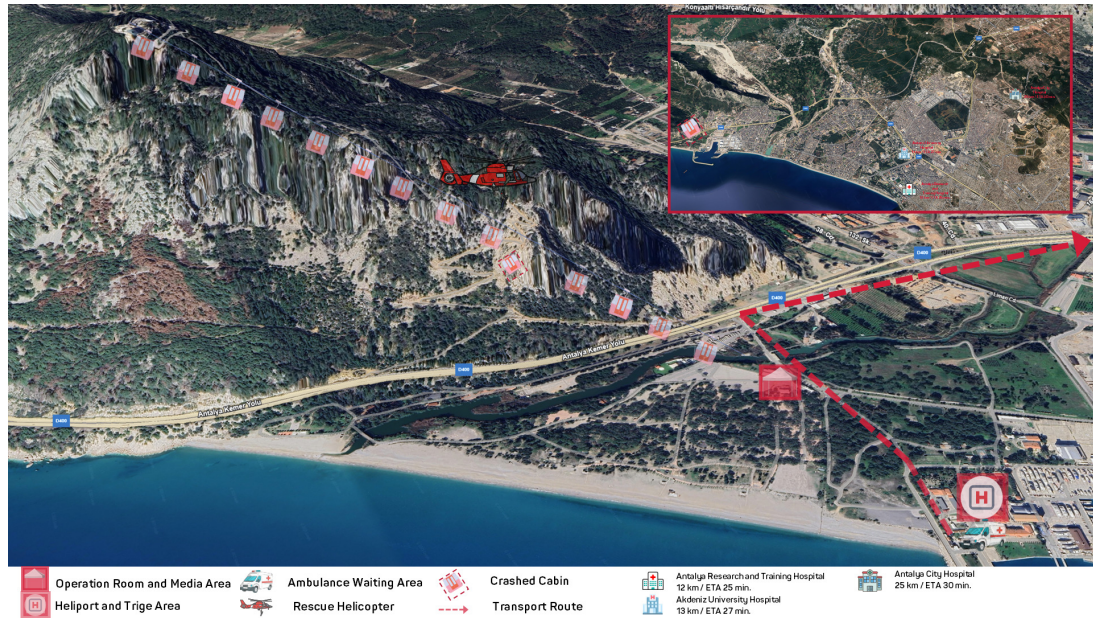 Konyaaltı Hisarçandır Yolu
D400
D400
Antalya Kemer Yolu
D400
Antalya Kemer Yolu
D400
Liman Cd.
H
Operation Room and Media Area
Heliport and Trige Area
Ambulance Waiting Area
Rescue Helicopter
Crashed Cabin
Transport Route
Antalya Research and Training Hospital
12 km / ETA 25 min.
Akdeniz University Hospital
13 km / ETA 27 min.
Antalya City Hospital
25 km / ETA 30 min.